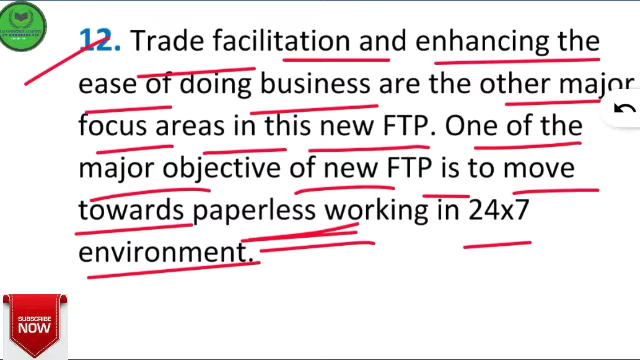 12. Trade facilitation and enhancing the
ease of doing business are the other major
focus areas in this new FTP. One of the
major objective of new FTP is to move
towards paperless working in 24x7
environment.
SUBSCRIBE
NOW